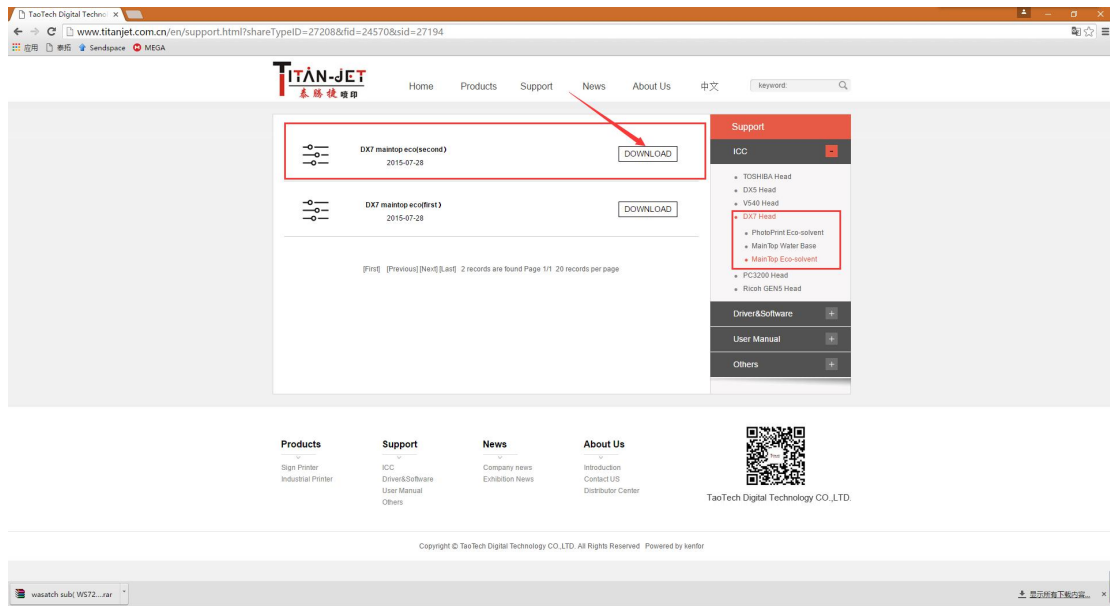 TaoTech Digital Techno
www.titanjet.com.cn/en/support.html?shareTypeID=27208&fid=24570&sid=27194
应用 泰拓 Sendspace MEGA
TITAN-JET
泰腾捷喷印
Home Products Support News About Us 中文 keyword:
Support
ICC
DX7 maintop eco(second)
2015-07-28
DOWNLOAD
DX7 maintop eco(first)
2015-07-28
DOWNLOAD
[First] [Previous] [Next] [Last] 2 records are found Page 1/1 20 records per page
TOSHIBA Head
DX5 Head
V540 Head
DX7 Head
PhotoPrint Eco-solvent
MainTop Water Base
MainTop Eco-solvent
PC3200 Head
Ricoh GEN5 Head
Driver&Software
User Manual
Others
Products
Sign Printer
Industrial Printer
Support
ICC
Driver&Software
User Manual
Others
News
Company news
Exhibition News
About Us
Introduction
Contact US
Distributor Center
TaoTech Digital Technology CO.,LTD.
Copyright © TaoTech Digital Technology CO.,LTD. All Rights Reserved Powered by kenfor
wasatch sub( WS72....rar
显示所有下载内容...